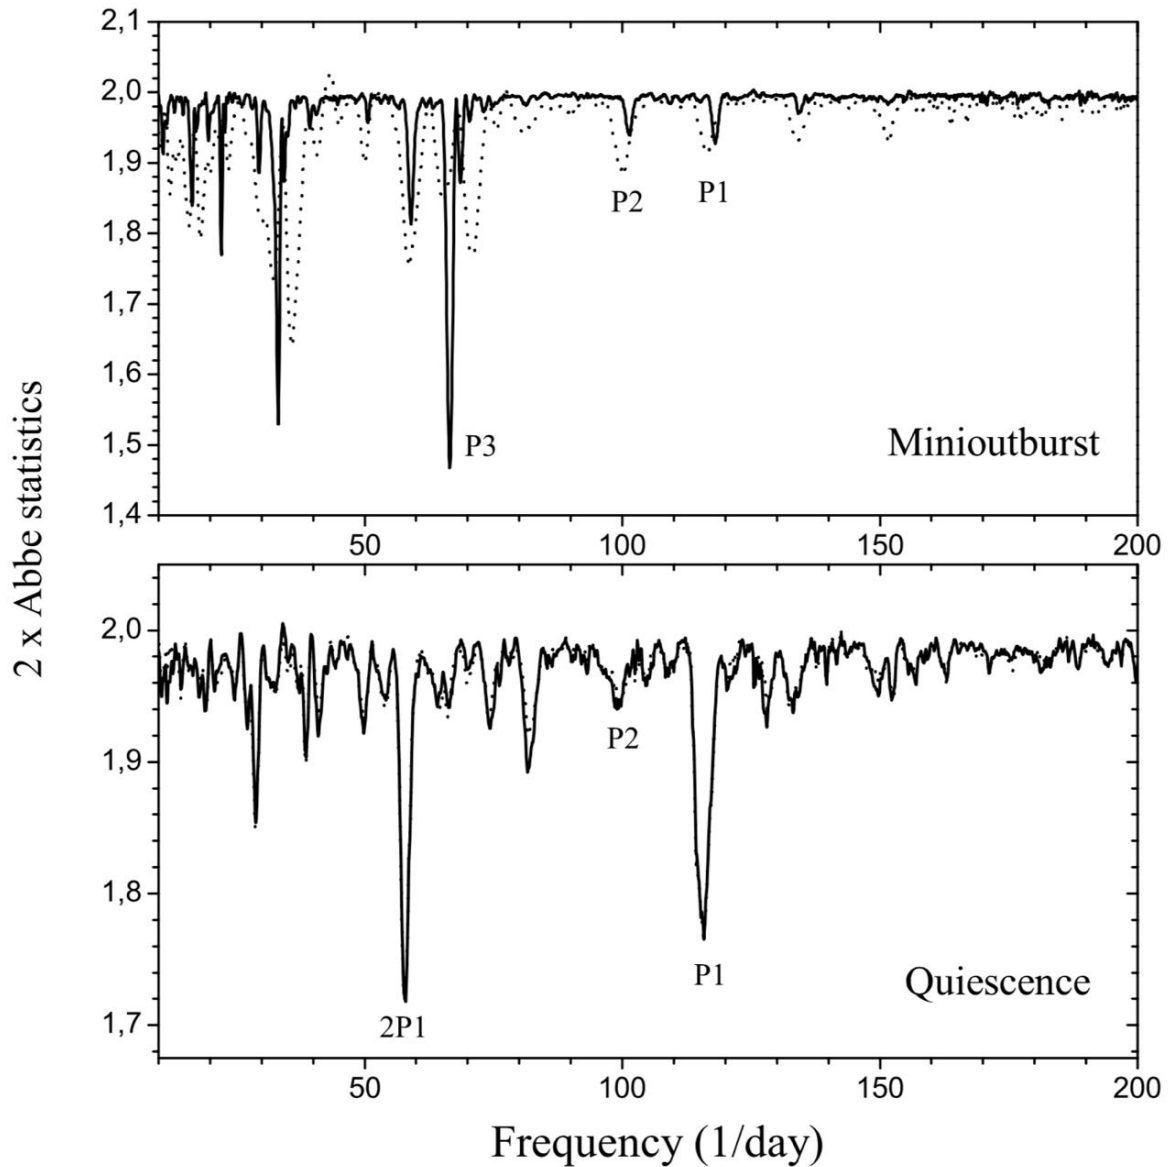 2,1
2,0
1,9
1,8
1,7
1,6
1,5
1,4
P2
P1
P3
Minioutburst
50
100
150
200
2 x Abbe statistics
2,0
1,9
1,8
1,7
P2
P1
2P1
Quiescence
50
100
150
200
Frequency (1/day)